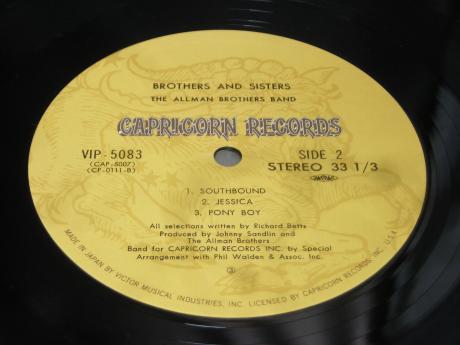 BROTHERS AND SISTERS
THE ALLMAN BROTHERS BAND
CAPRICORN RECORDS
VIP-5083
(CAP-5007)
(CP-0111-B)
SIDE 2
STEREO 33 1/3
1. SOUTHBOUND
2. JESSICA
3. PONY BOY
All selections written by Richard Betts
Produced by Johnny Sandlin and
The Allman Brothers
Band for CAPRICORN RECORDS INC. by Special
Arrangement with Phil Walden & Assoc. Inc.
MADE IN JAPAN BY VICTOR MUSICAL INDUSTRIES, INC. LICENSED BY CAPRICORN RECORDS INC. U.S.A.